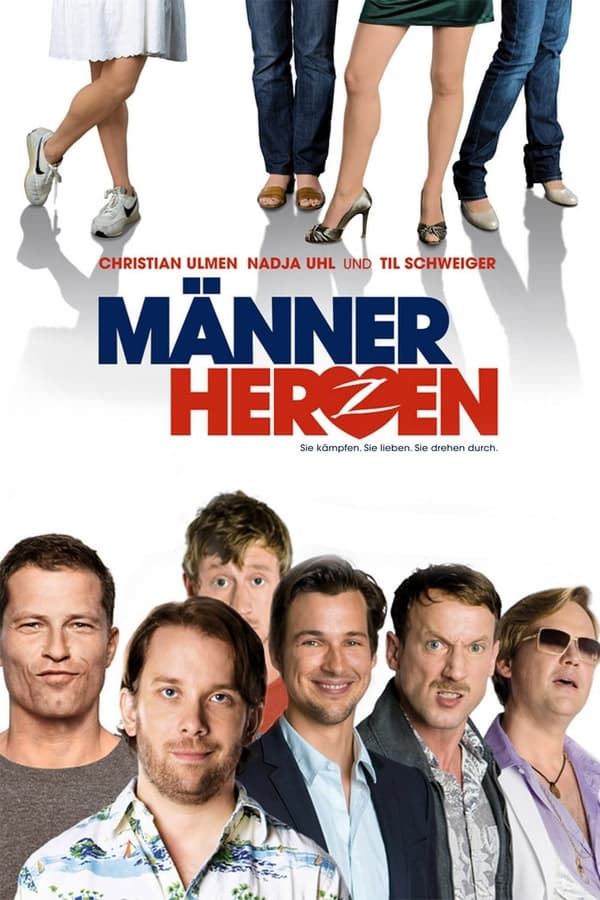 CHRISTIAN ULMEN NADJA UHL UND TIL SCHWEIGER
MÄNNER
HERZEN
Sie kämpfen. Sie lieben. Sie drehen durch.